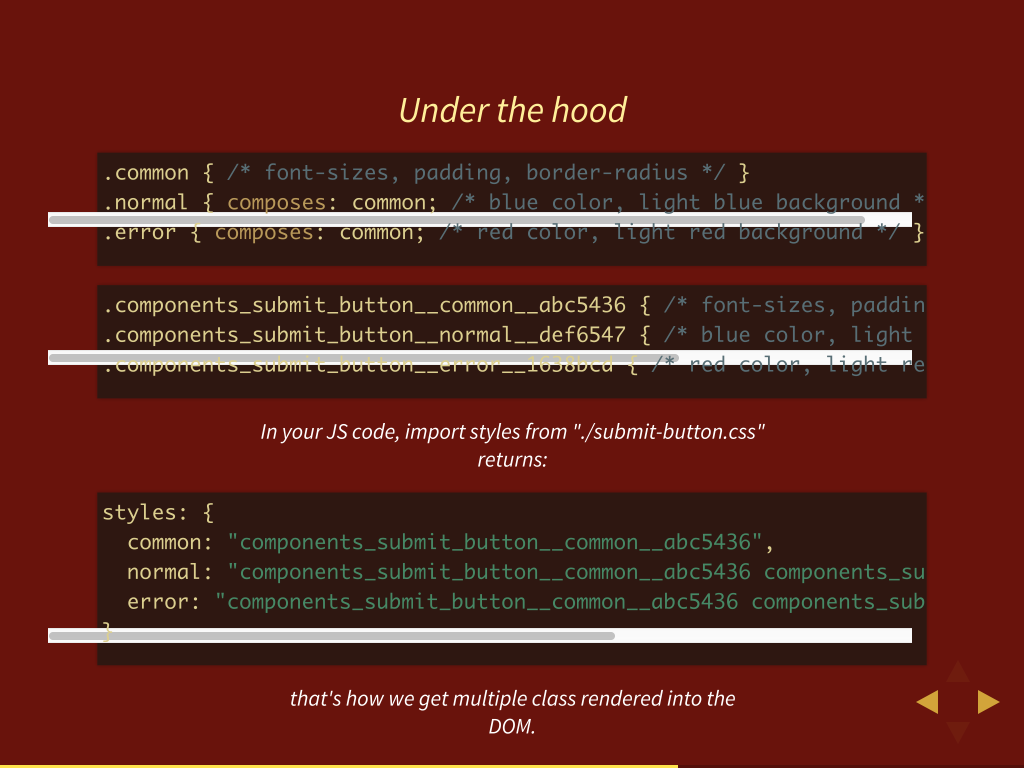 Under the hood
.common { /* font-sizes, padding, border-radius */ }
.normal { composes: common; /* blue color, light blue background *
.error { composes: common; /* red color, light red background */ }
.components_submit_button__common__abc5436 { /* font-sizes, paddin
.components_submit_button__normal__def6547 { /* blue color, light
.components_submit_button__error__1638bcd { /* red color, light re
In your JS code, import styles from "./submit-button.css"
returns:
styles: {
  common: "components_submit_button__common__abc5436",
  normal: "components_submit_button__common__abc5436 components_su
  error: "components_submit_button__common__abc5436 components_sub
}
that's how we get multiple class rendered into the
DOM.